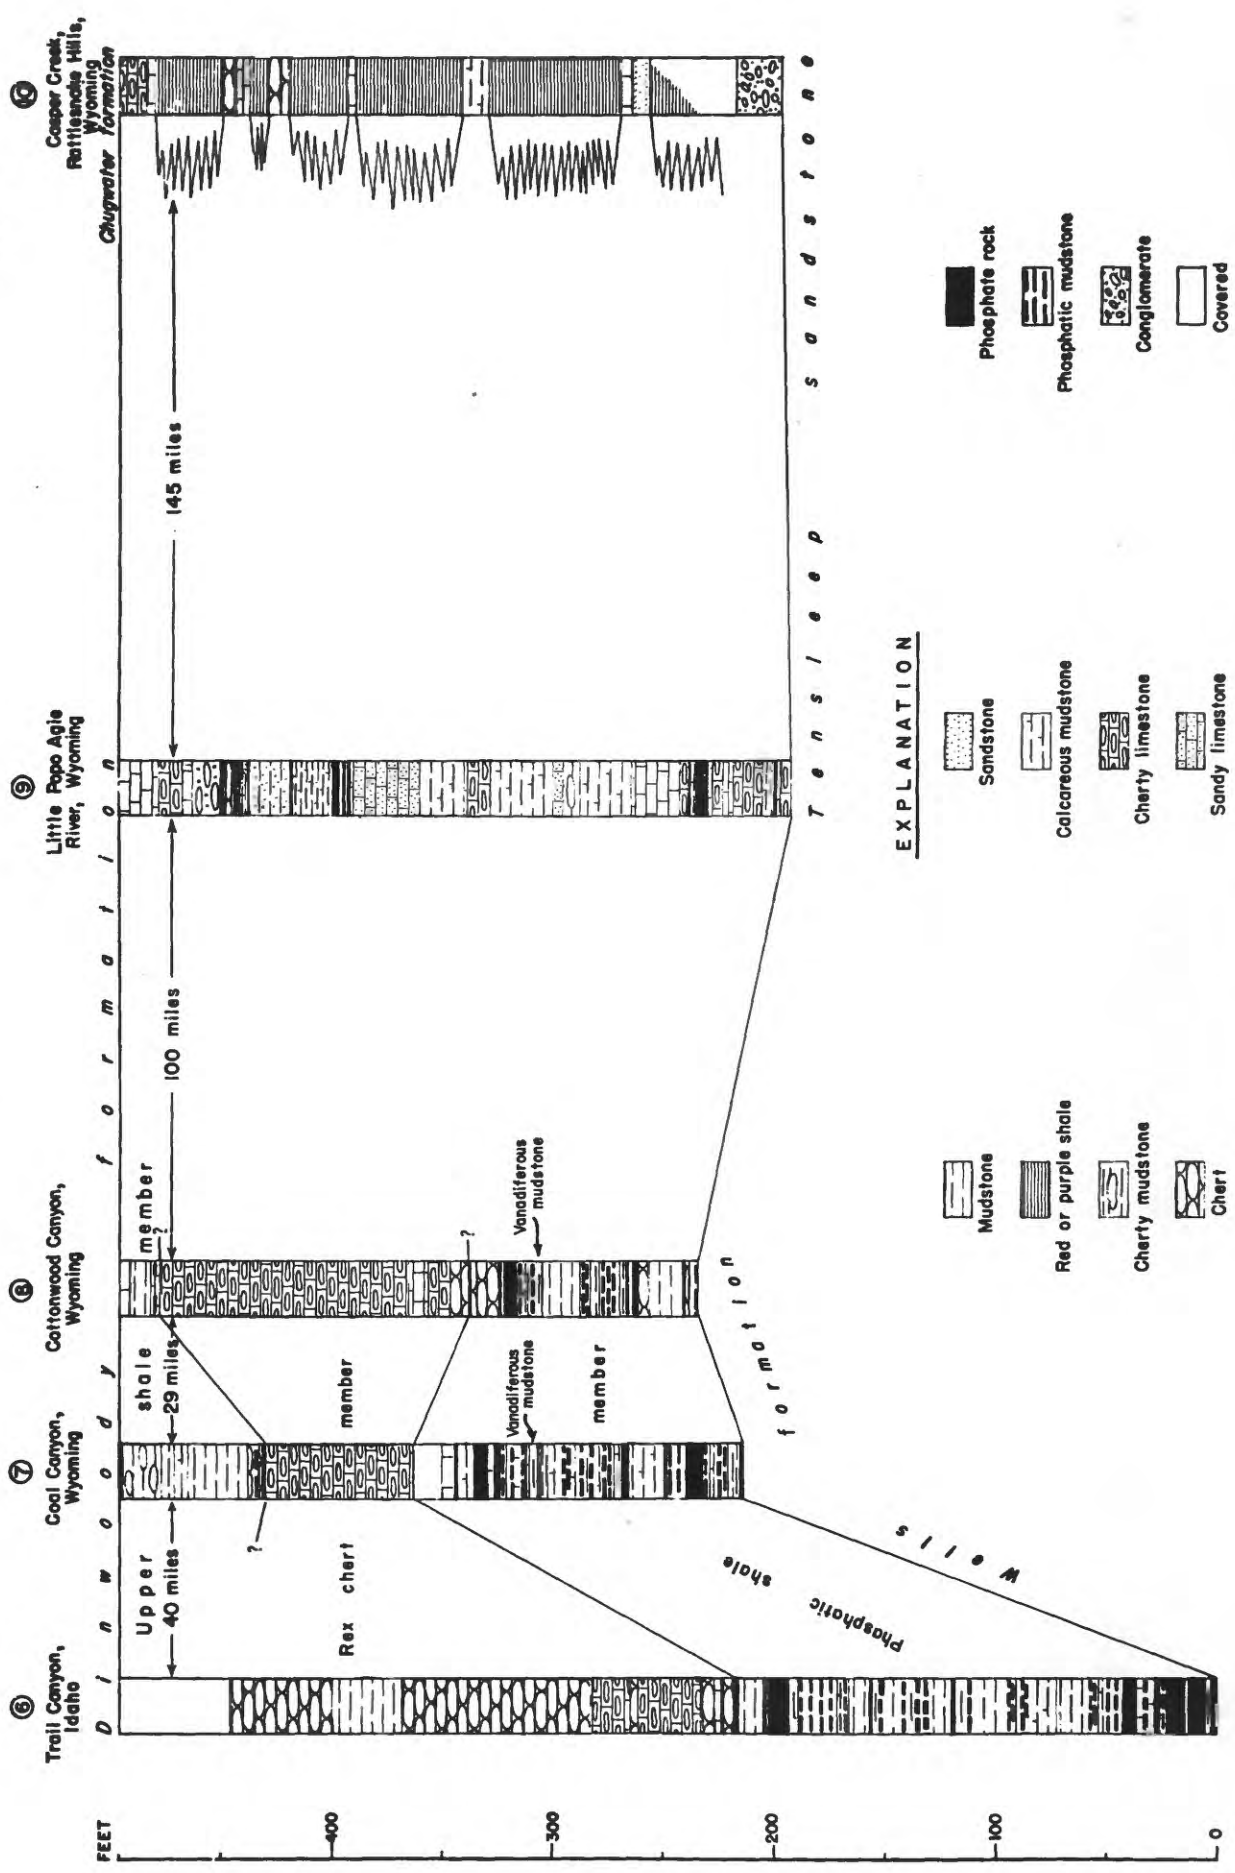 ⑥
Trail Canyon,
Idaho
⑦
Coal Canyon,
Wyoming
⑧
Cottonwood Canyon,
Wyoming
⑨
Little Popo Agie
River, Wyoming
⑩
Casper Creek,
Rattlesnake Hills,
Wyoming
FEET
Dinwoody formation
Chugwater formation
Upper shale member
member
?
40 miles
29 miles
100 miles
145 miles
?
Rex chert member
?
Vanadiferous
mudstone
Vanadiferous
mudstone
Phosphatic
shale
member
Wells formation
Tensleep sandstone
400
300
200
100
0
EXPLANATION
Mudstone
Sandstone
Phosphate rock
Red or purple shale
Calcareous mudstone
Phosphatic mudstone
Cherty mudstone
Cherty limestone
Conglomerate
Chert
Sandy limestone
Covered